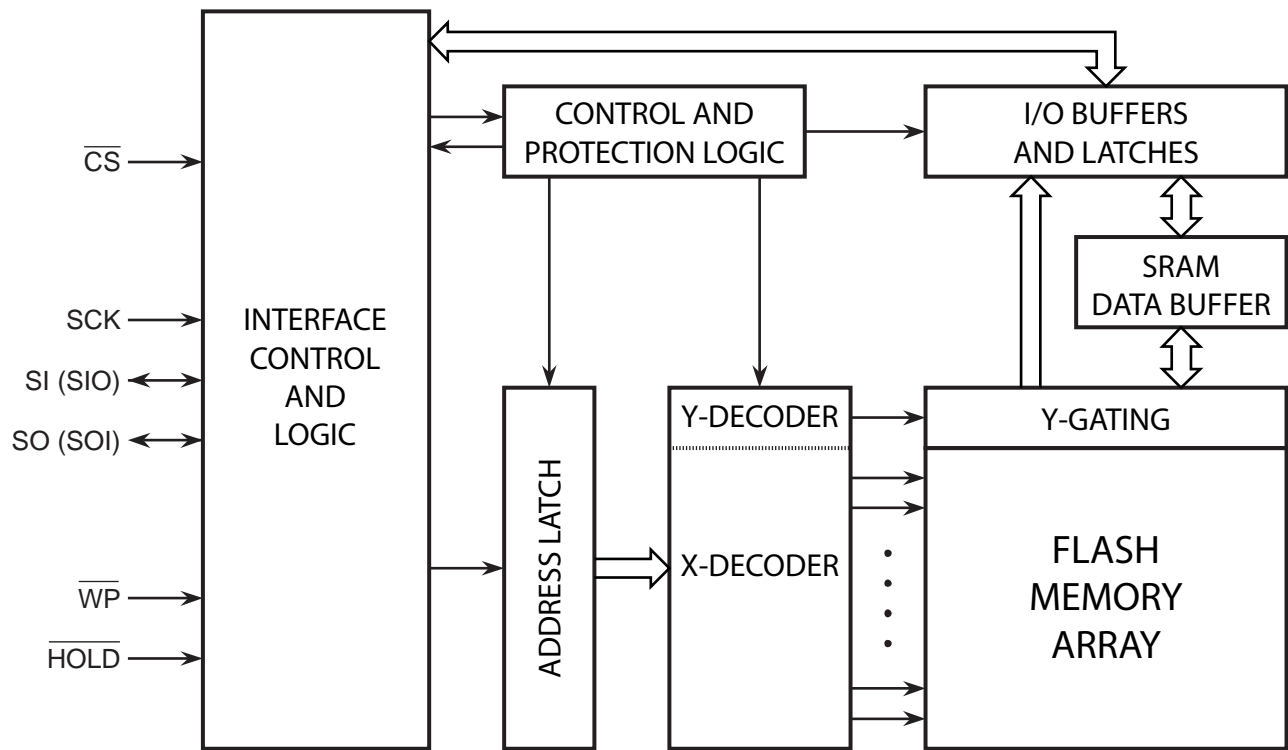 CS
SCK
SI (SIO)
SO (SOI)
WP
HOLD
INTERFACE
CONTROL
AND
LOGIC
CONTROL AND
PROTECTION LOGIC
I/O BUFFERS
AND LATCHES
SRAM
DATA BUFFER
ADDRESS LATCH
Y-DECODER
X-DECODER
Y-GATING
FLASH
MEMORY
ARRAY